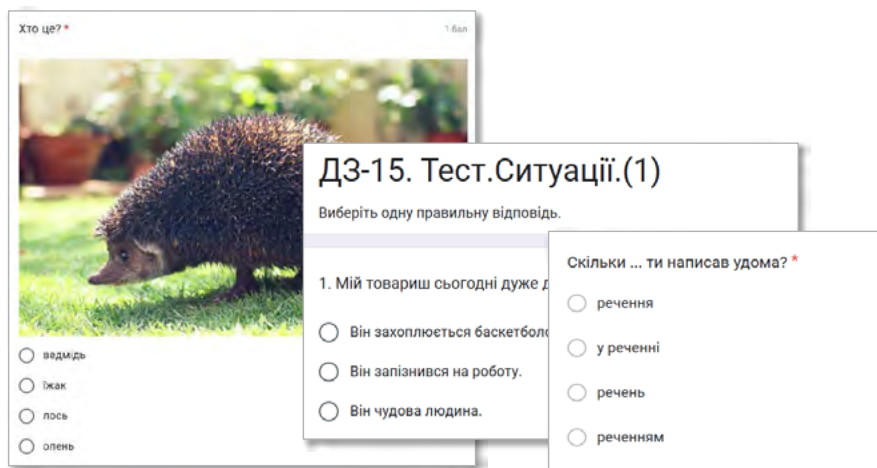 Хто це? *
1 бал
ведмідь
їжак
лось
олень
ДЗ-15. Тест.Ситуації.(1)
Виберіть одну правильну відповідь.
1. Мій товариш сьогодні дуже
Він захоплюється баскетбол
Він запізнився на роботу.
Він чудова людина.
Скільки ... ти написав удома? *
речення
у реченні
речень
реченням